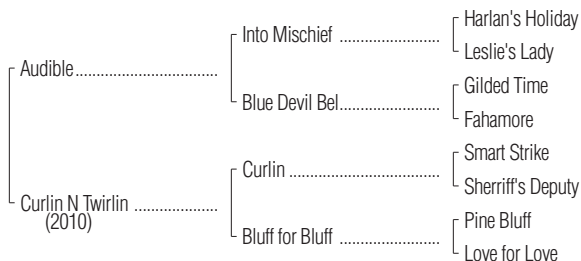 Harlan's Holiday
Into Mischief
Leslie's Lady
Audible
Gilded Time
Blue Devil Bel
Fahamore
Smart Strike
Curlin
Sherriff's Deputy
Curlin N Twirlin
(2010)
Pine Bluff
Bluff for Bluff
Love for Love